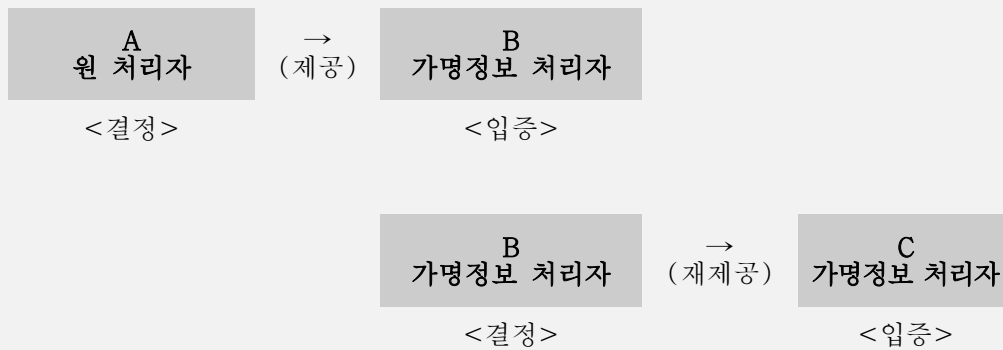 A
원 처리자
→
(제공)
B
가명정보 처리자
<결정>
<입증>
B
가명정보 처리자
→
(재제공)
C
가명정보 처리자
<결정>
<입증>